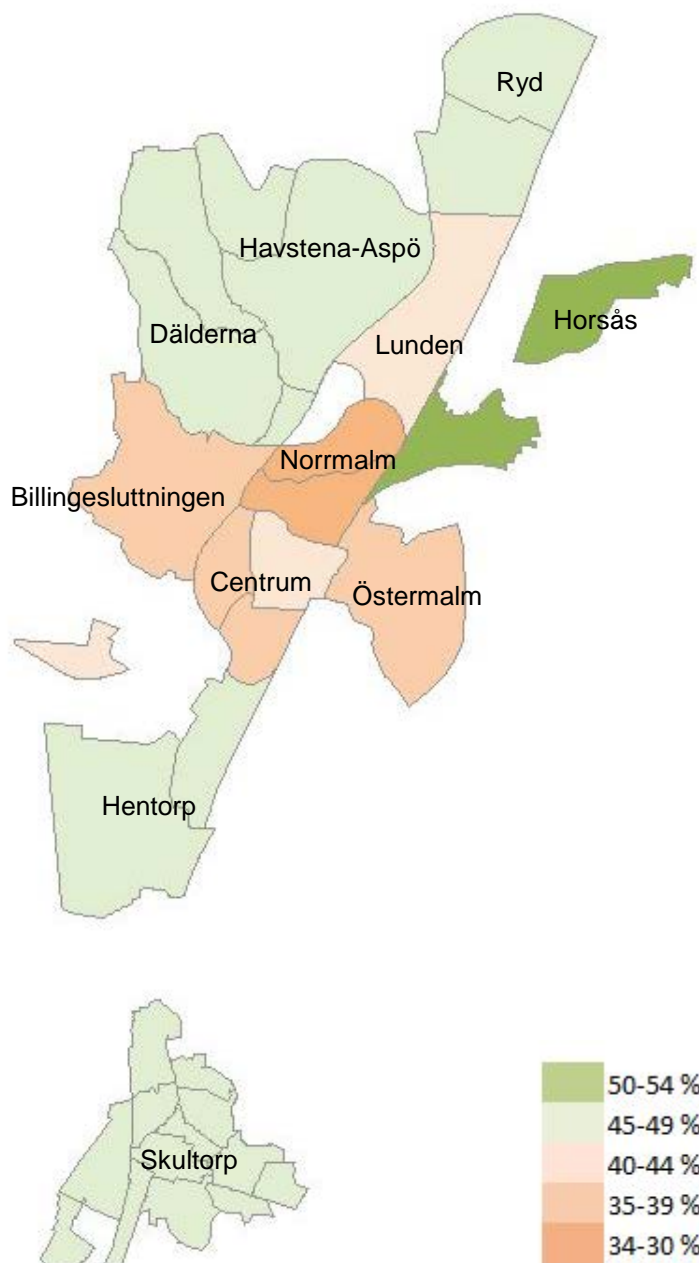 Ryd
Havstena-Aspö
Horsås
Dälderna
Lunden
Norrmalm
Billingesluttningen
Centrum
Östermalm
Hentorp
Skultorp
50-54 %
45-49 %
40-44 %
35-39 %
34-30 %